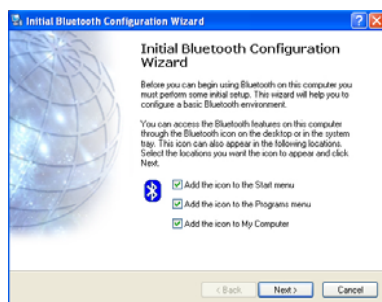 Initial Bluetooth Configuration Wizard
Initial Bluetooth Configuration
Wizard
Before you can begin using Bluetooth on this computer you
must perform some initial setup. This wizard will help you to
configure a basic Bluetooth environment.
You can access the Bluetooth features on this computer
through the Bluetooth icon on the desktop or in the system
tray. This icon can also appear in the following locations.
Select the locations you want the icon to appear and click
Next.
Add the icon to the Start menu
Add the icon to the Programs menu
Add the icon to My Computer
< Back Next > Cancel